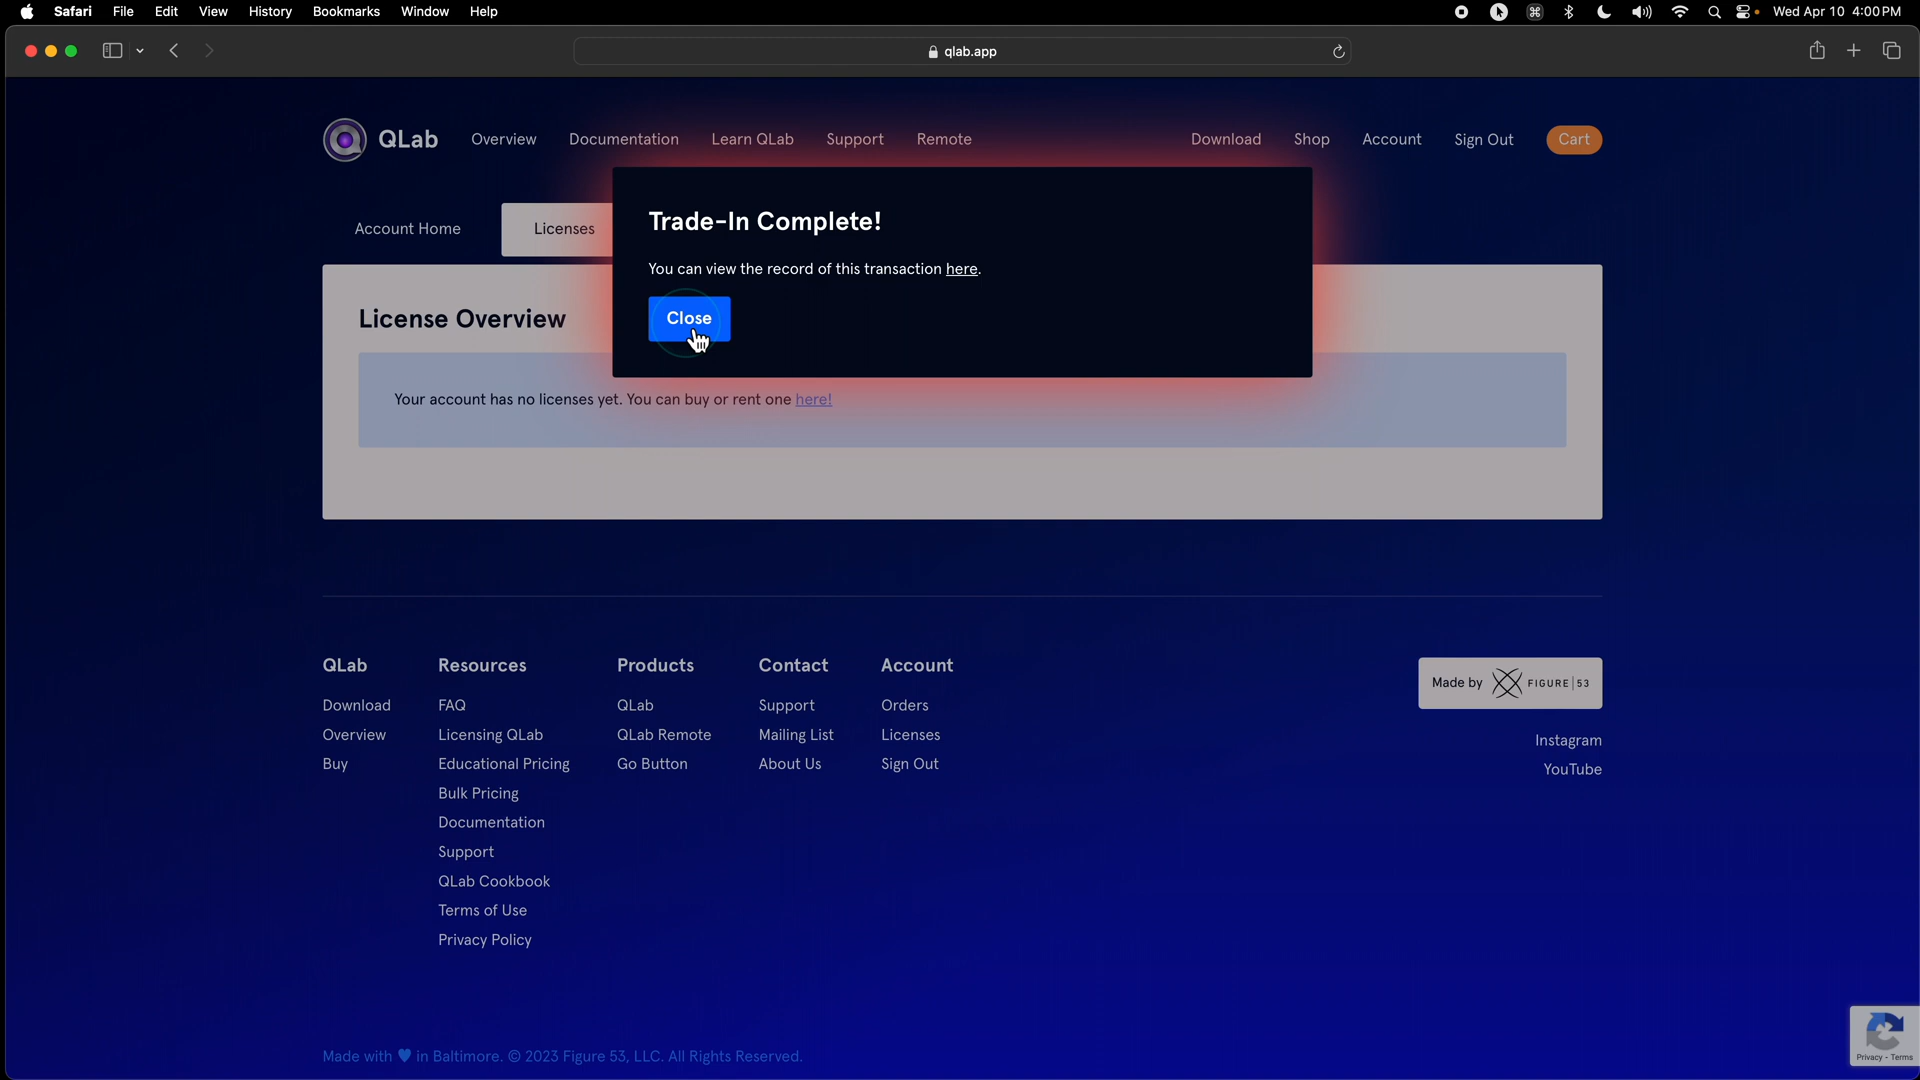 Safari File Edit View History Bookmarks Window Help Wed Apr 10 4:00PM
qlab.app
QLab Overview Documentation Learn QLab Support Remote Download Shop Account Sign Out Cart
Account Home Licenses
Trade-In Complete!
You can view the record of this transaction here.
Close
License Overview
Your account has no licenses yet. You can buy or rent one here!
QLab
Download
Overview
Buy
Resources
FAQ
Licensing QLab
Educational Pricing
Bulk Pricing
Documentation
Support
QLab Cookbook
Terms of Use
Privacy Policy
Products
QLab
QLab Remote
Go Button
Contact
Support
Mailing List
About Us
Account
Orders
Licenses
Sign Out
Made by FIGURE|53
Instagram
YouTube
Made with 💙 in Baltimore. © 2023 Figure 53, LLC. All Rights Reserved.
Privacy - Terms